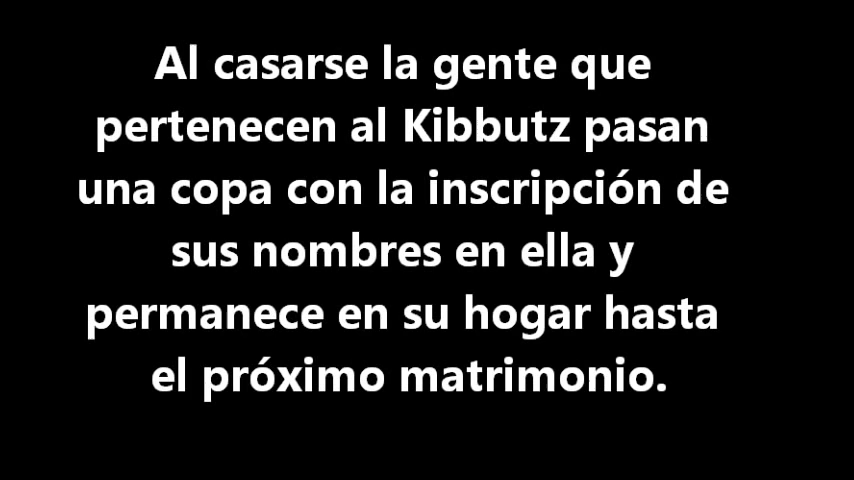 Al casarse la gente que
pertenecen al Kibbutz pasan
una copa con la inscripción de
sus nombres en ella y
permanece en su hogar hasta
el próximo matrimonio.